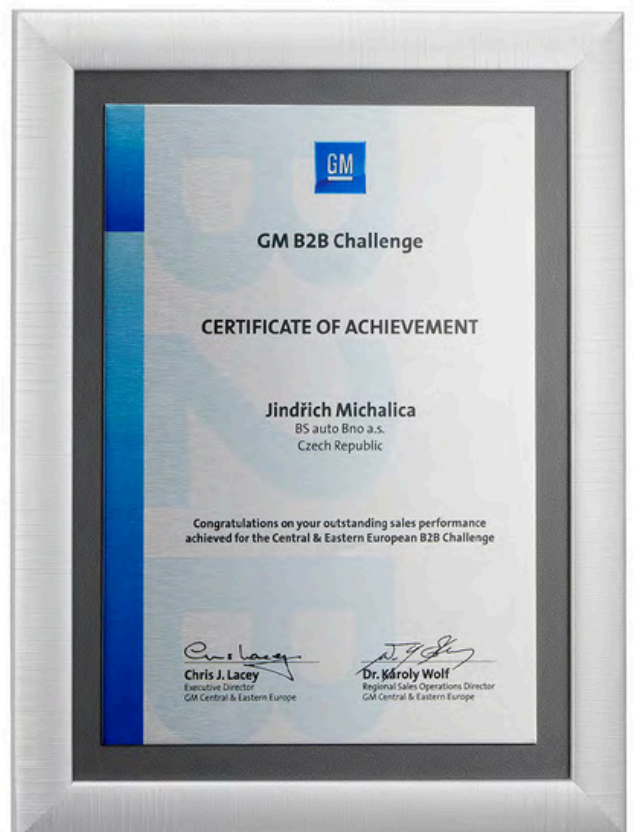 GM
GM B2B Challenge
CERTIFICATE OF ACHIEVEMENT
Jindřich Michalica
BS auto Bno a.s.
Czech Republic
Congratulations on your outstanding sales performance
achieved for the Central & Eastern European B2B Challenge
Chris J. Lacey
Executive Director
GM Central & Eastern Europe
Dr. Károly Wolf
Regional Sales Operations Director
GM Central & Eastern Europe